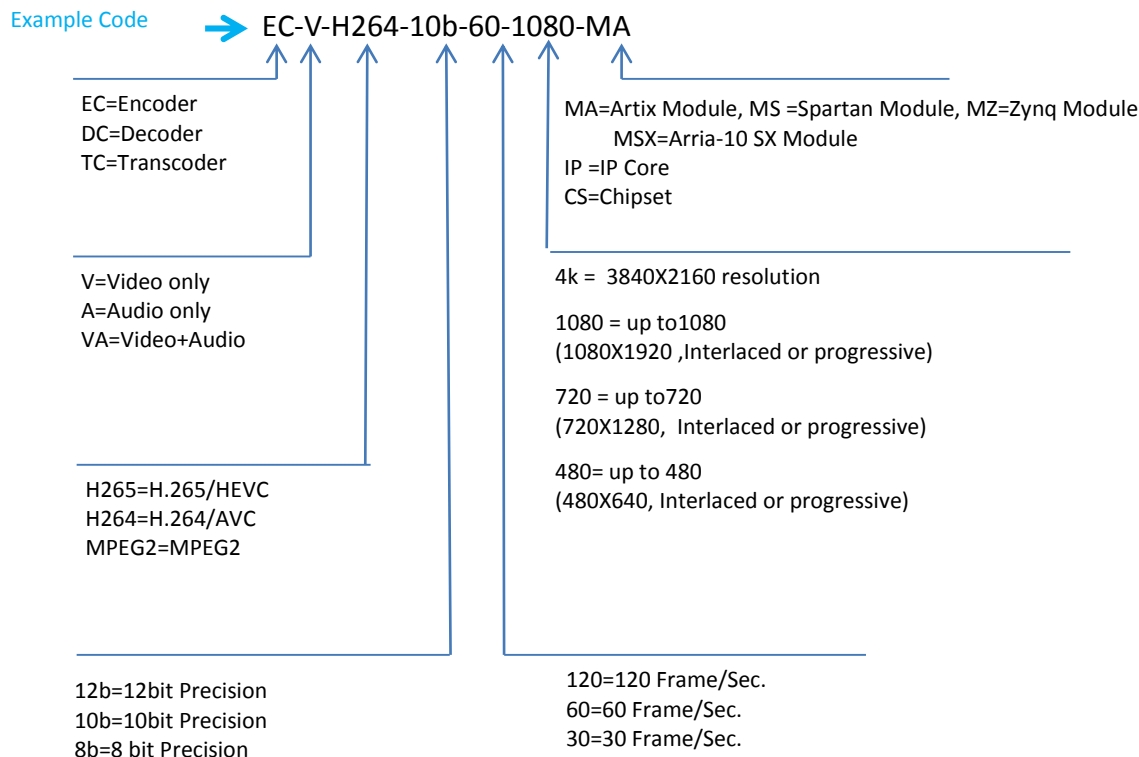 Example Code
EC-V-H264-10b-60-1080-MA
EC=Encoder
DC=Decoder
TC=Transcoder
MA=Artix Module, MS =Spartan Module, MZ=Zynq Module
MSX=Arria-10 SX Module
IP =IP Core
CS=Chipset
V=Video only
A=Audio only
VA=Video+Audio
4k =  3840X2160 resolution
1080 = up to1080
(1080X1920 ,Interlaced or progressive)
720 = up to720
(720X1280,  Interlaced or progressive)
480= up to 480
(480X640, Interlaced or progressive)
H265=H.265/HEVC
H264=H.264/AVC
MPEG2=MPEG2
12b=12bit Precision
10b=10bit Precision
8b=8 bit Precision
120=120 Frame/Sec.
60=60 Frame/Sec.
30=30 Frame/Sec.